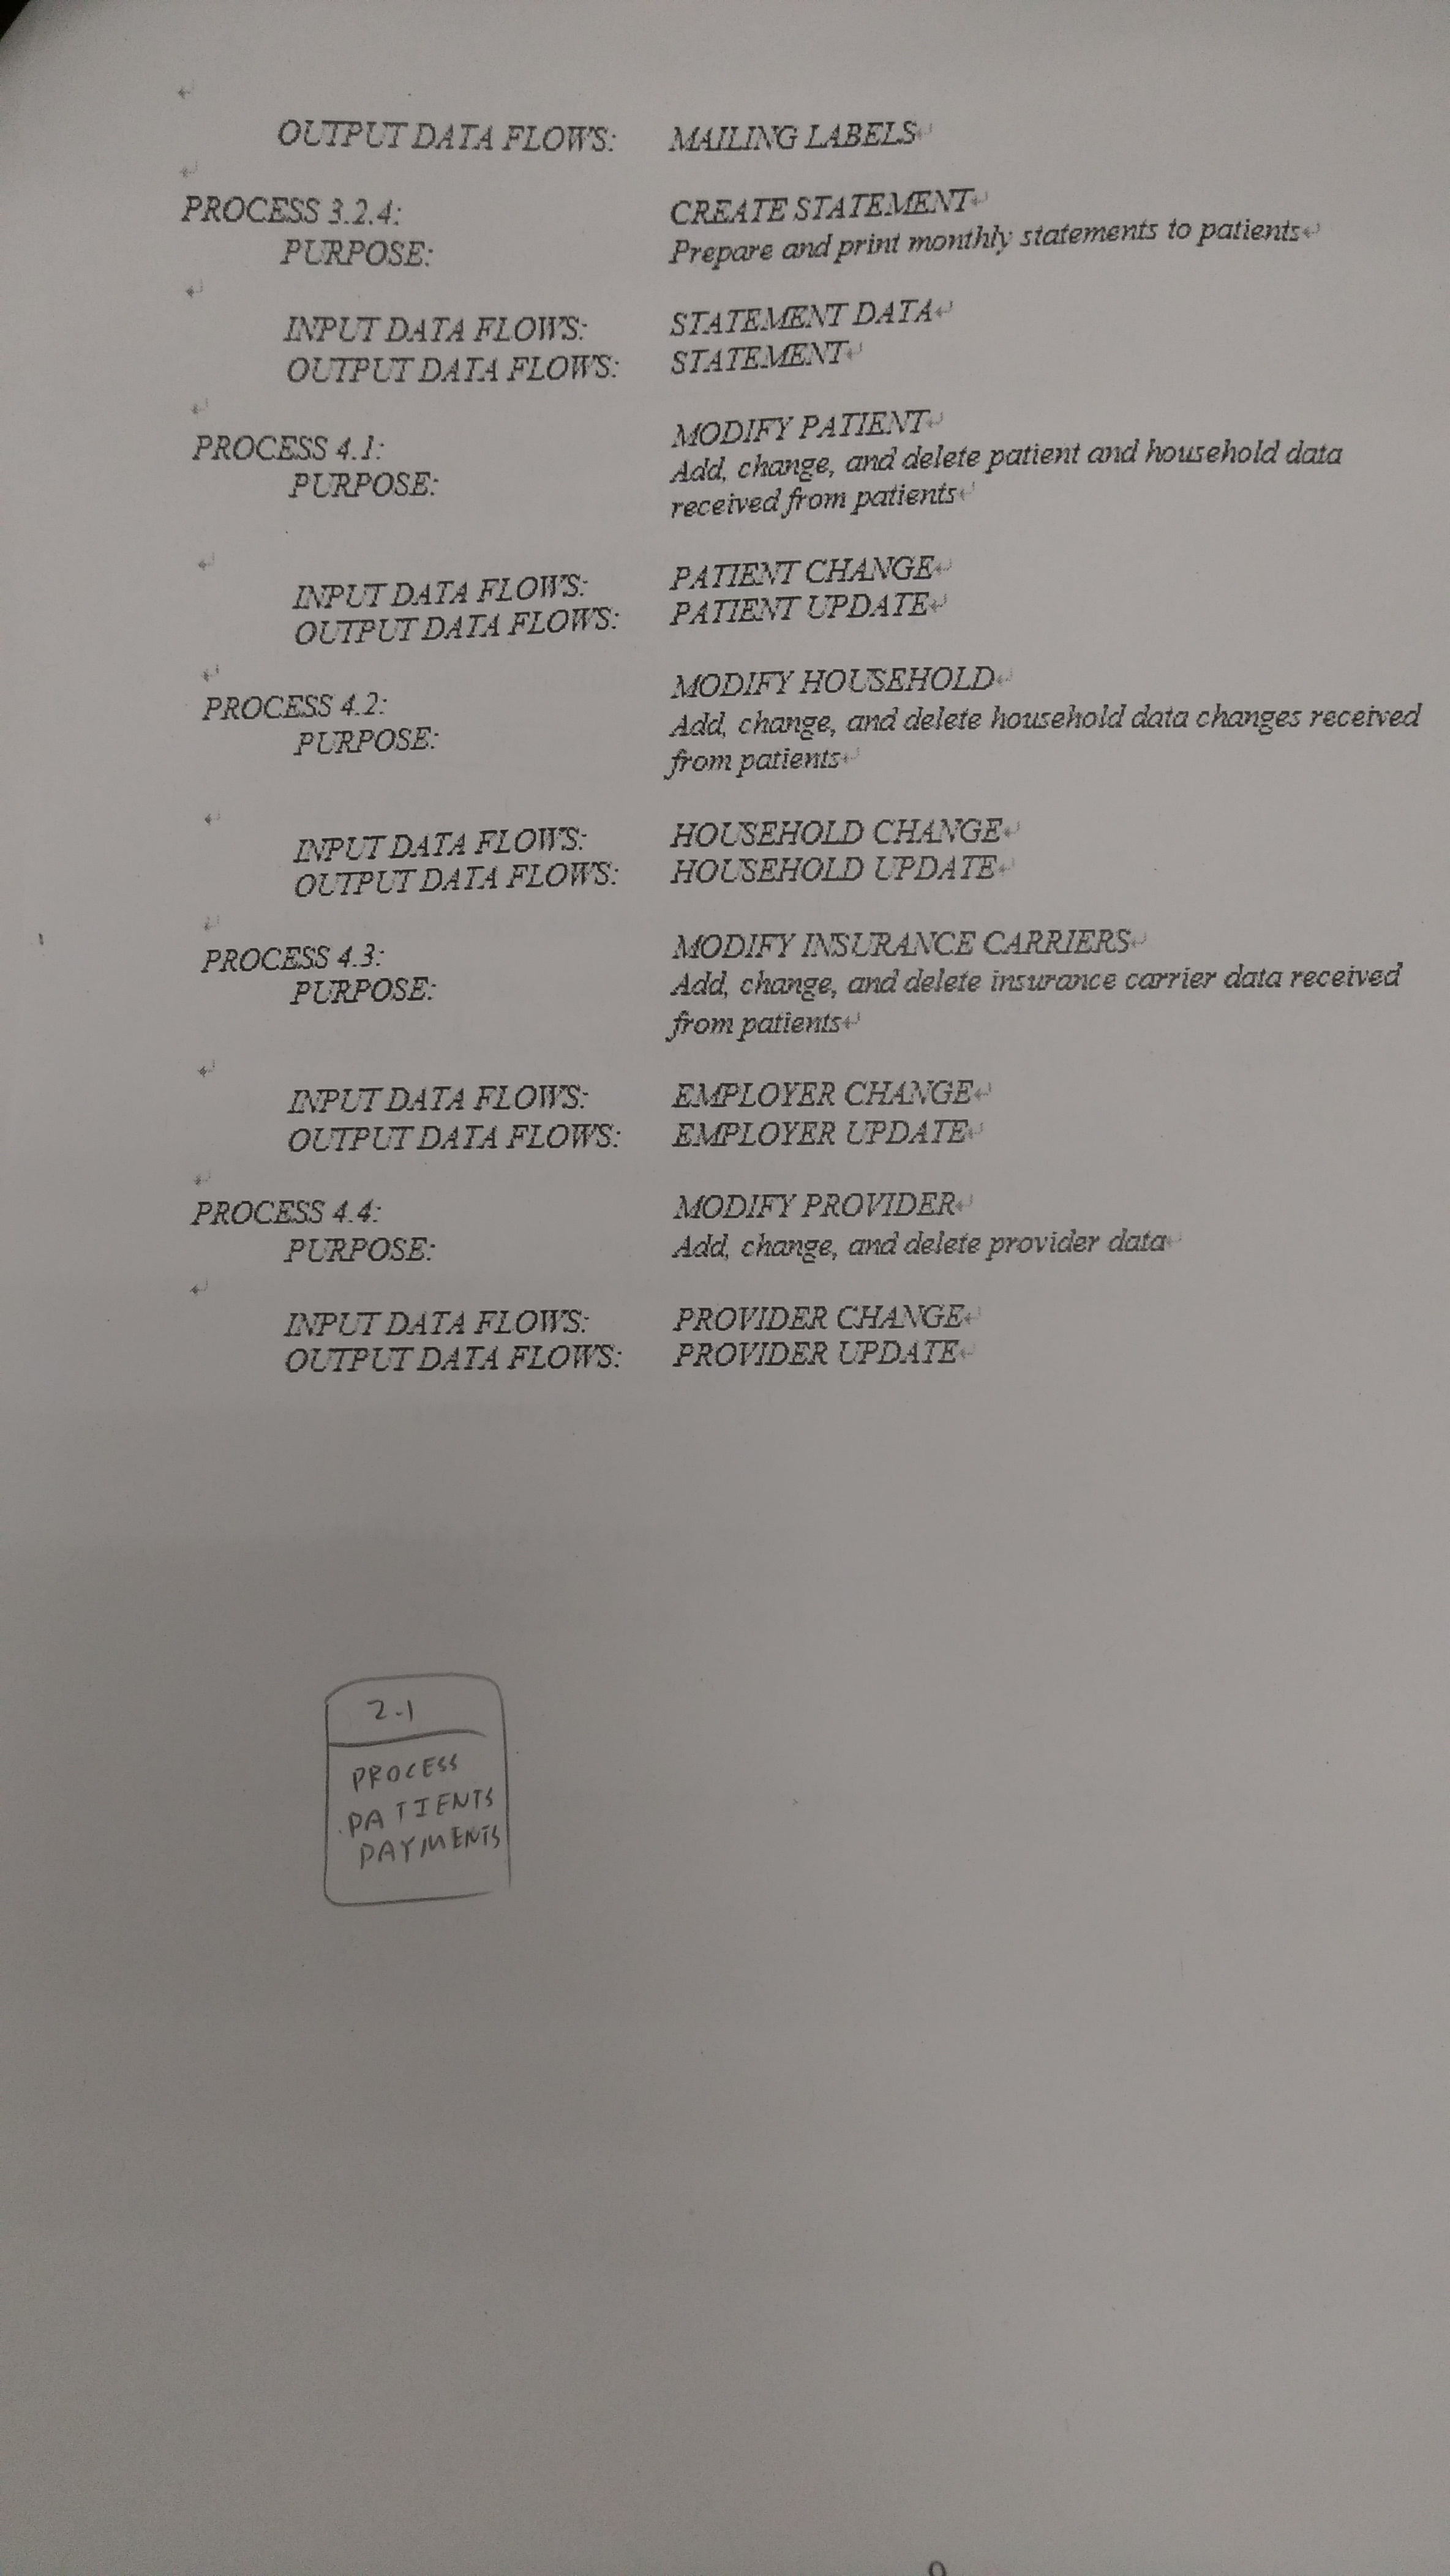 OUTPUT DATA FLOWS: MAILING LABELS
PROCESS 3.2.4: CREATE STATEMENT
PURPOSE: Prepare and print monthly statements to patients
INPUT DATA FLOWS: STATEMENT DATA
OUTPUT DATA FLOWS: STATEMENT
PROCESS 4.1: MODIFY PATIENT
PURPOSE: Add, change, and delete patient and household data
received from patients
INPUT DATA FLOWS: PATIENT CHANGE
OUTPUT DATA FLOWS: PATIENT UPDATE
PROCESS 4.2: MODIFY HOUSEHOLD
PURPOSE: Add, change, and delete household data changes received
from patients
INPUT DATA FLOWS: HOUSEHOLD CHANGE
OUTPUT DATA FLOWS: HOUSEHOLD UPDATE
PROCESS 4.3: MODIFY INSURANCE CARRIERS
PURPOSE: Add, change, and delete insurance carrier data received
from patients
INPUT DATA FLOWS: EMPLOYER CHANGE
OUTPUT DATA FLOWS: EMPLOYER UPDATE
PROCESS 4.4: MODIFY PROVIDER
PURPOSE: Add, change, and delete provider data
INPUT DATA FLOWS: PROVIDER CHANGE
OUTPUT DATA FLOWS: PROVIDER UPDATE
2.1
PROCESS
PATIENTS
PAYMENTS